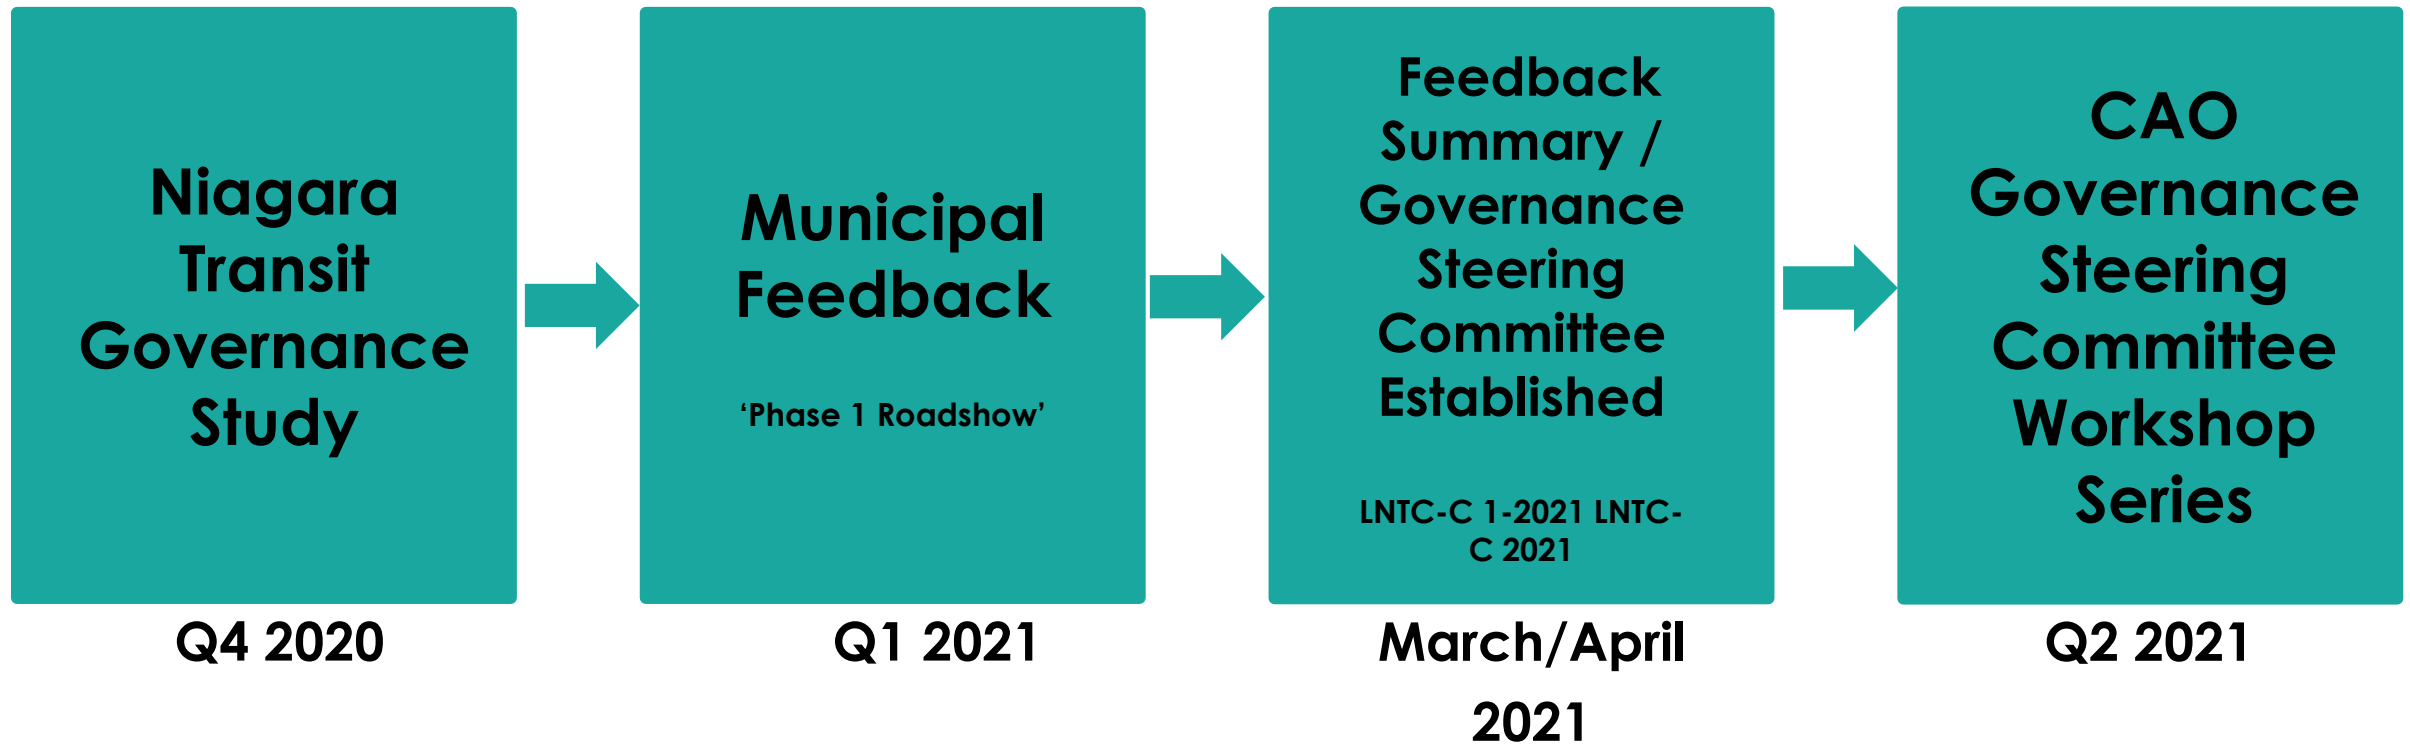 Niagara
Transit
Governance
Study
Q4 2020
Municipal
Feedback
‘Phase 1 Roadshow’
Q1 2021
Feedback
Summary /
Governance
Steering
Committee
Established
LNTC-C 1-2021 LNTC-
C 2021
March/April
2021
CAO
Governance
Steering
Committee
Workshop
Series
Q2 2021